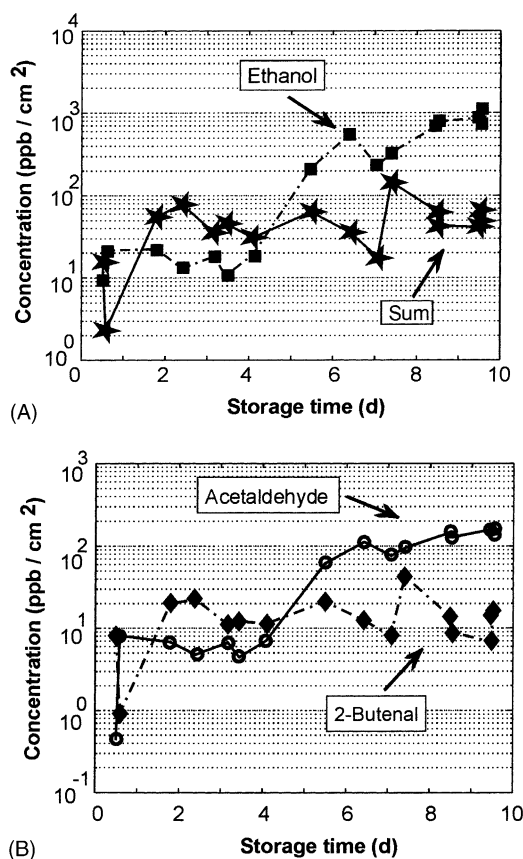 10^4
10^3
10^2
10^1
10^0
Concentration (ppb / cm^2)
Ethanol
Sum
0 2 4 6 8 10
Storage time (d)
(A)
10^3
10^2
10^1
10^0
10^-1
Concentration (ppb / cm^2)
Acetaldehyde
2-Butenal
0 2 4 6 8 10
Storage time (d)
(B)